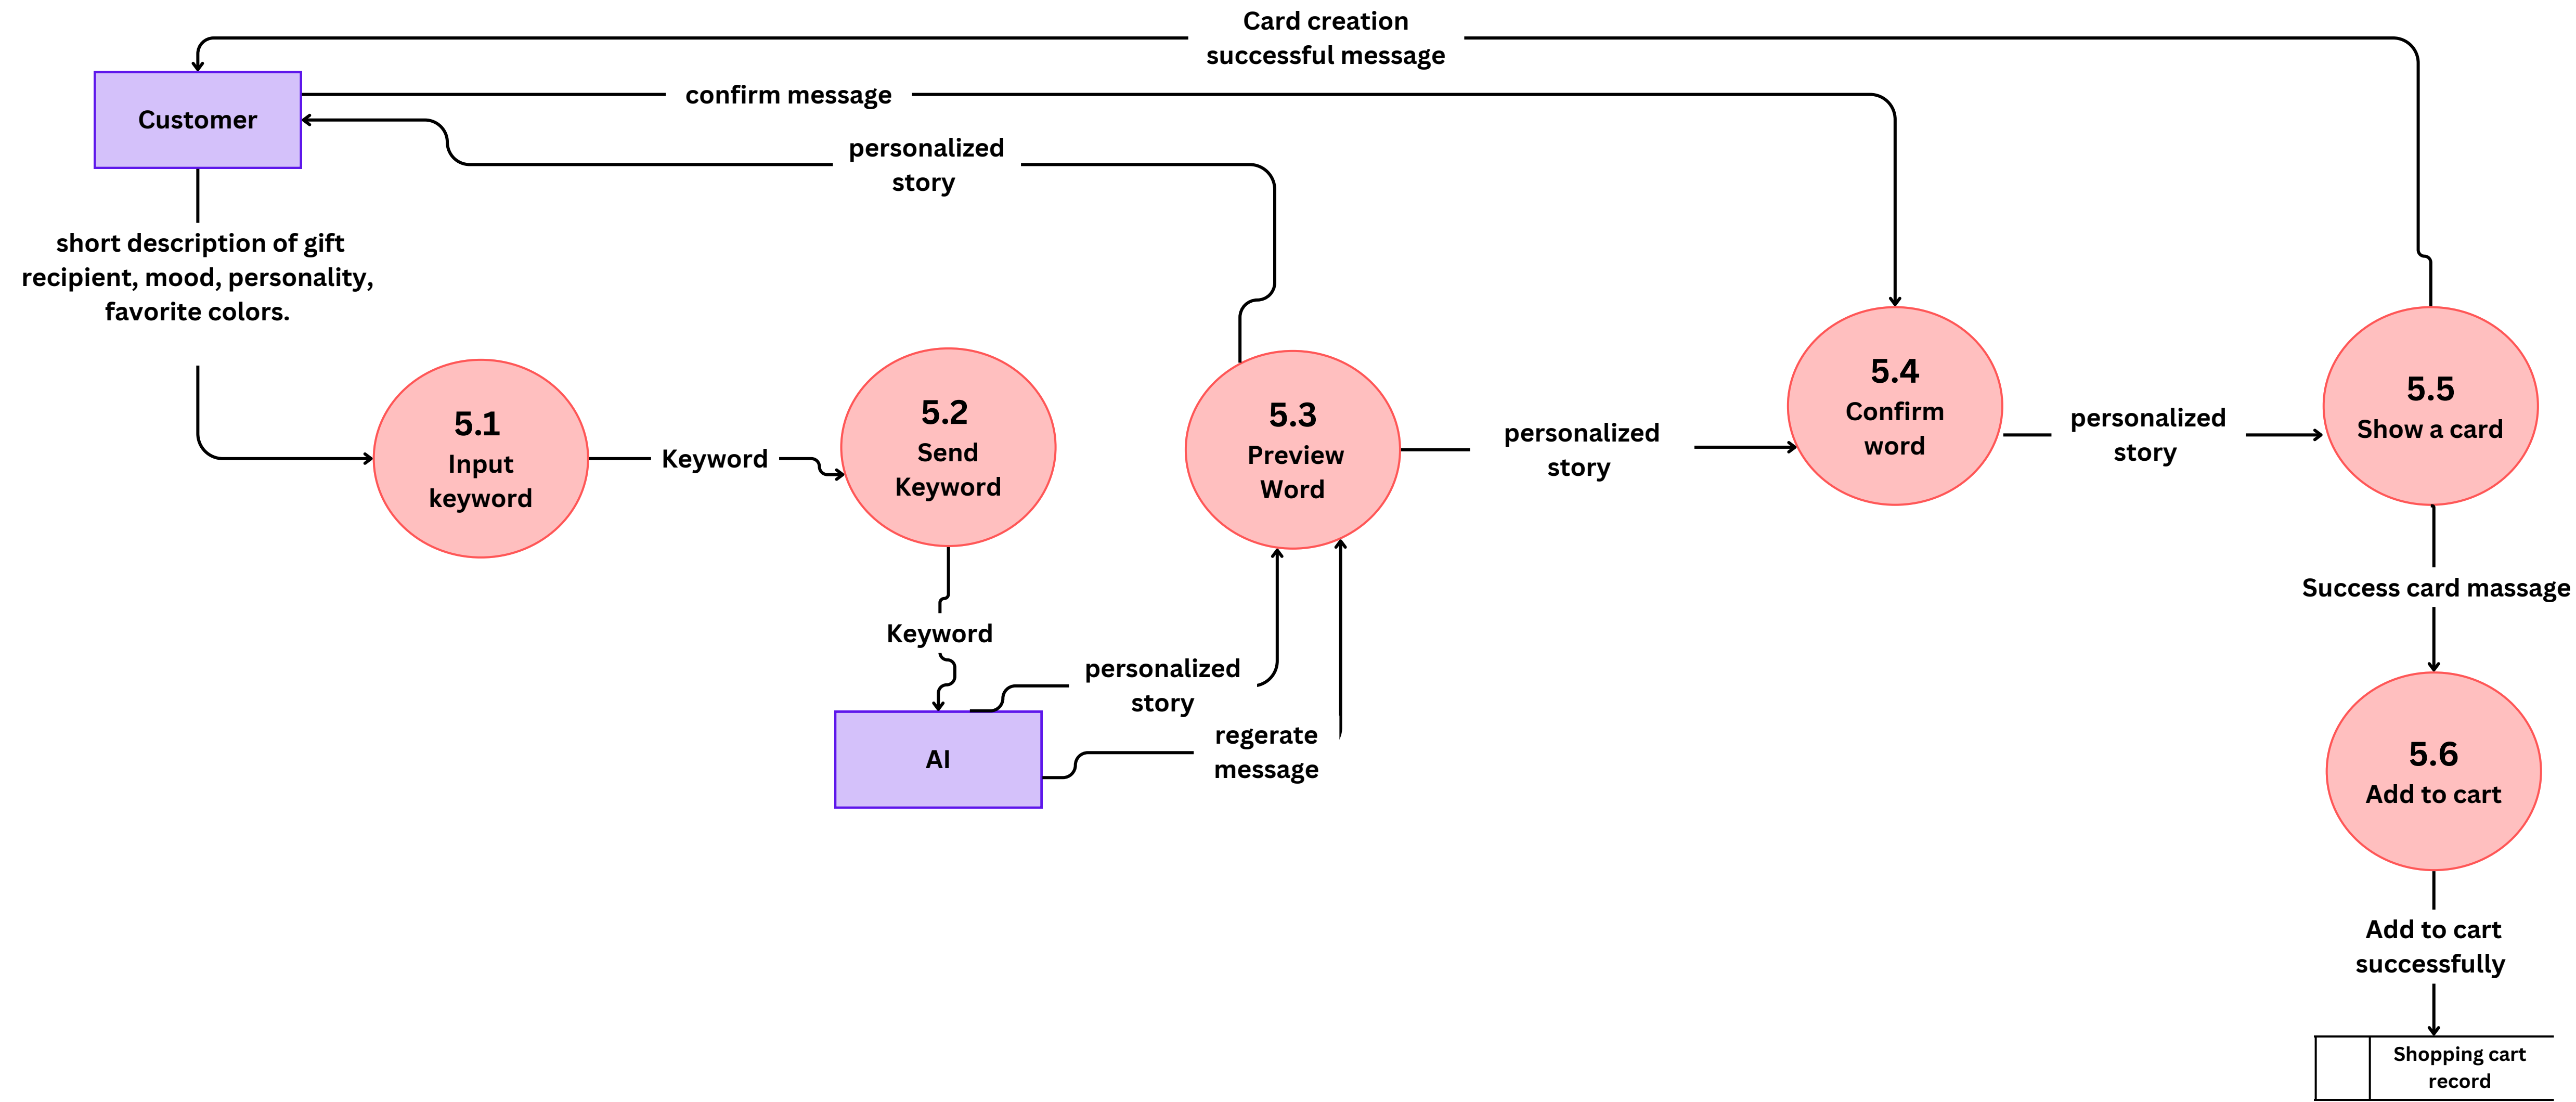 Card creation
successful message
confirm message
Customer
personalized
story
short description of gift
recipient, mood, personality,
favorite colors.
5.1
Input
keyword
Keyword
5.2
Send
Keyword
5.3
Preview
Word
personalized
story
5.4
Confirm
word
personalized
story
5.5
Show a card
Keyword
personalized
story
regerate
message
AI
Success card massage
5.6
Add to cart
Add to cart
successfully
Shopping cart
record